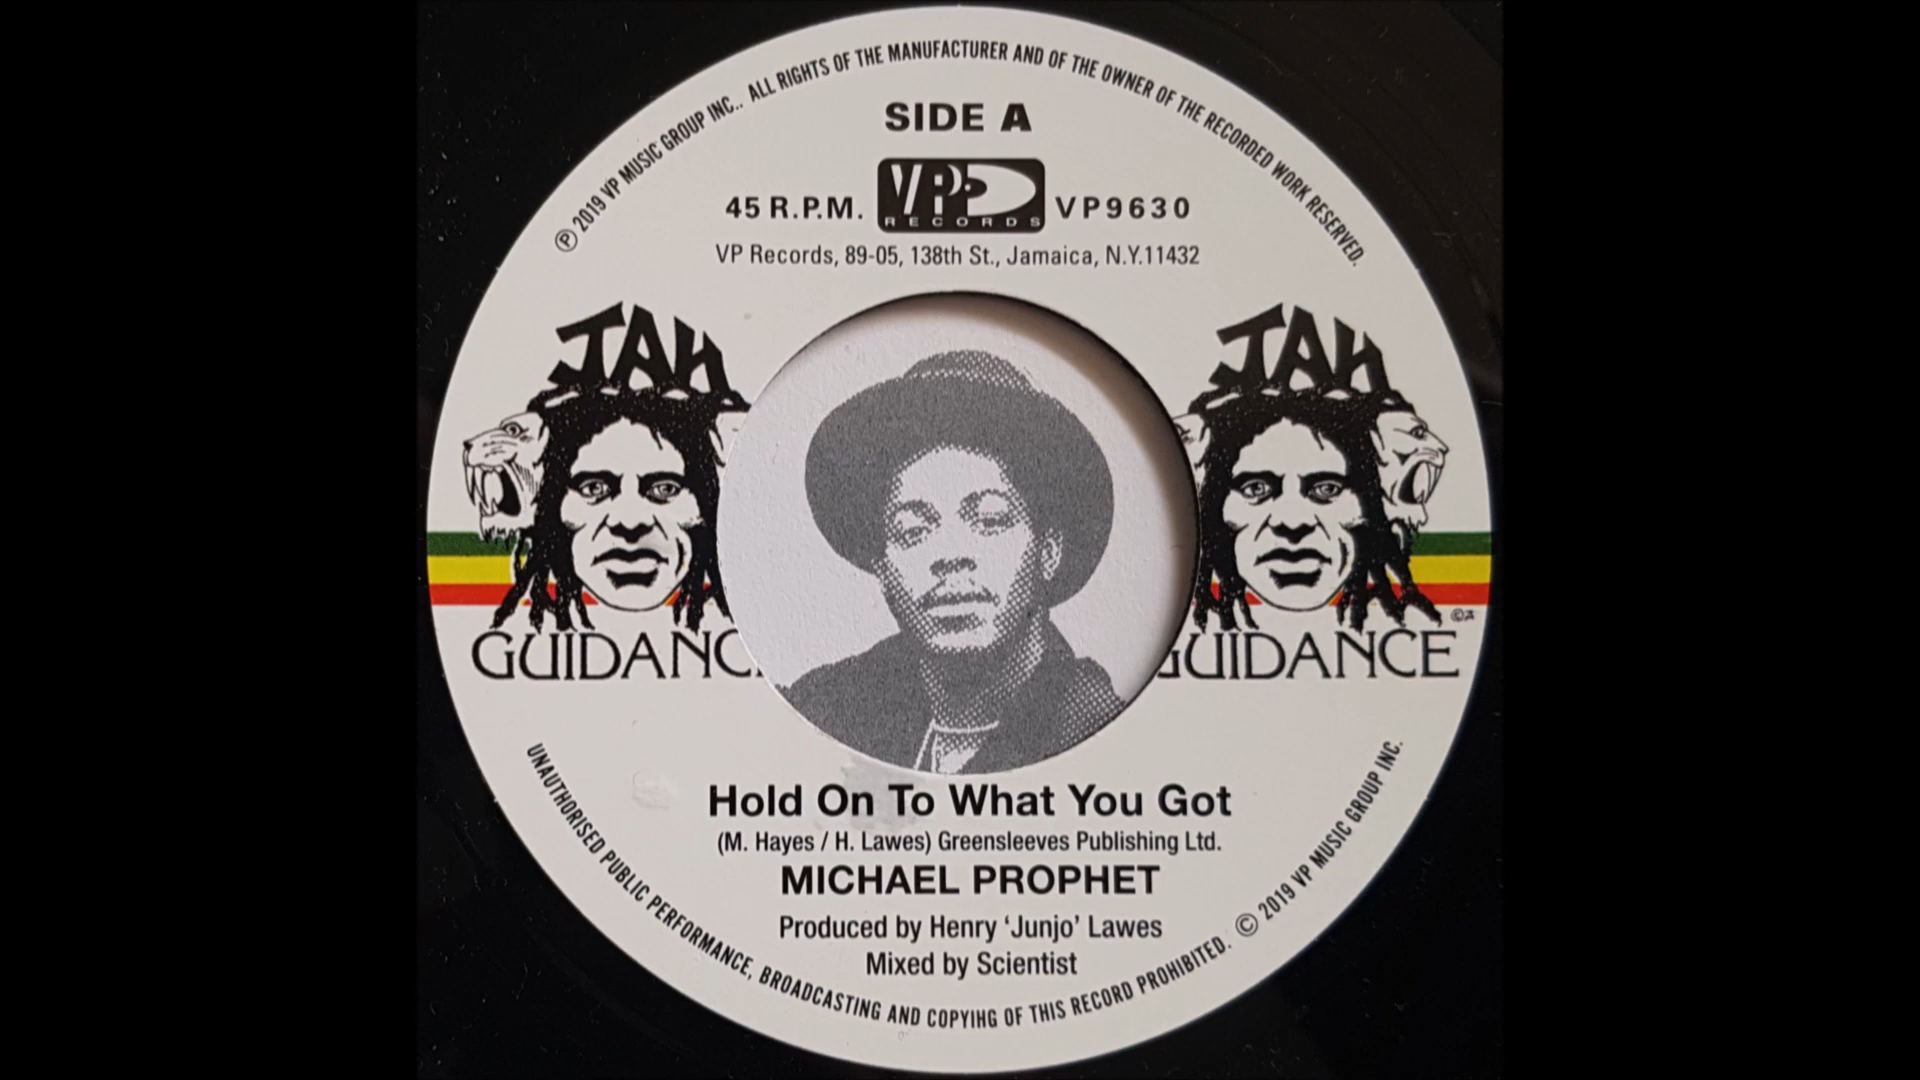 ℗ 2019 VP MUSIC GROUP INC.. ALL RIGHTS OF THE MANUFACTURER AND OF THE OWNER OF THE RECORDED WORK RESERVED.
SIDE A
45 R.P.M. VP RECORDS VP9630
VP Records, 89-05, 138th St., Jamaica, N.Y.11432
JAH JAH
GUIDANC GUIDANCE
Hold On To What You Got
(M. Hayes / H. Lawes) Greensleeves Publishing Ltd.
MICHAEL PROPHET
Produced by Henry ‘Junjo’ Lawes
Mixed by Scientist
UNAUTHORISED PUBLIC PERFORMANCE, BROADCASTING AND COPYIHG OF THIS RECORD PROHIBITED. © 2019 VP MUSIC GROUP INC.